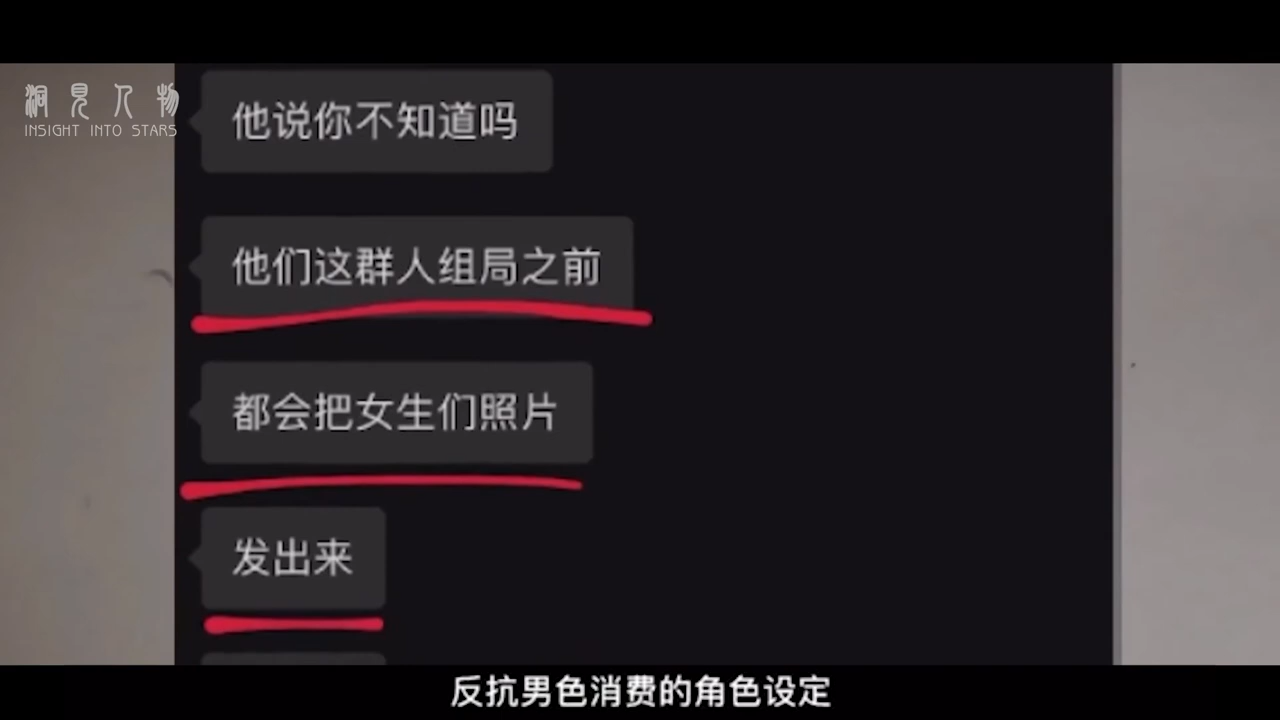 洞見人物
INSIGHT INTO STARS
他说你不知道吗
他们这群人组局之前
都会把女生们照片
发出来
反抗男色消费的角色设定